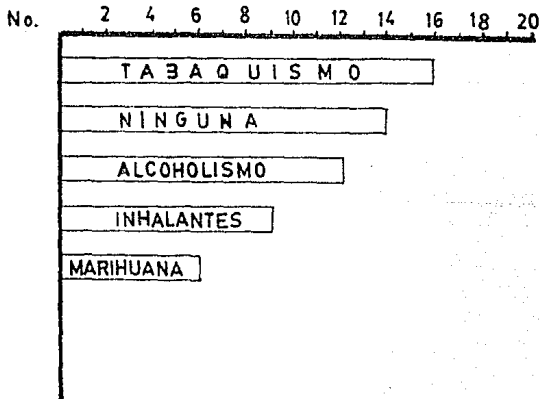 No. 2 4 6 8 10 12 14 16 18 20
TABAQUISMO
NINGUNA
ALCOHOLISMO
INHALANTES
MARIHUANA